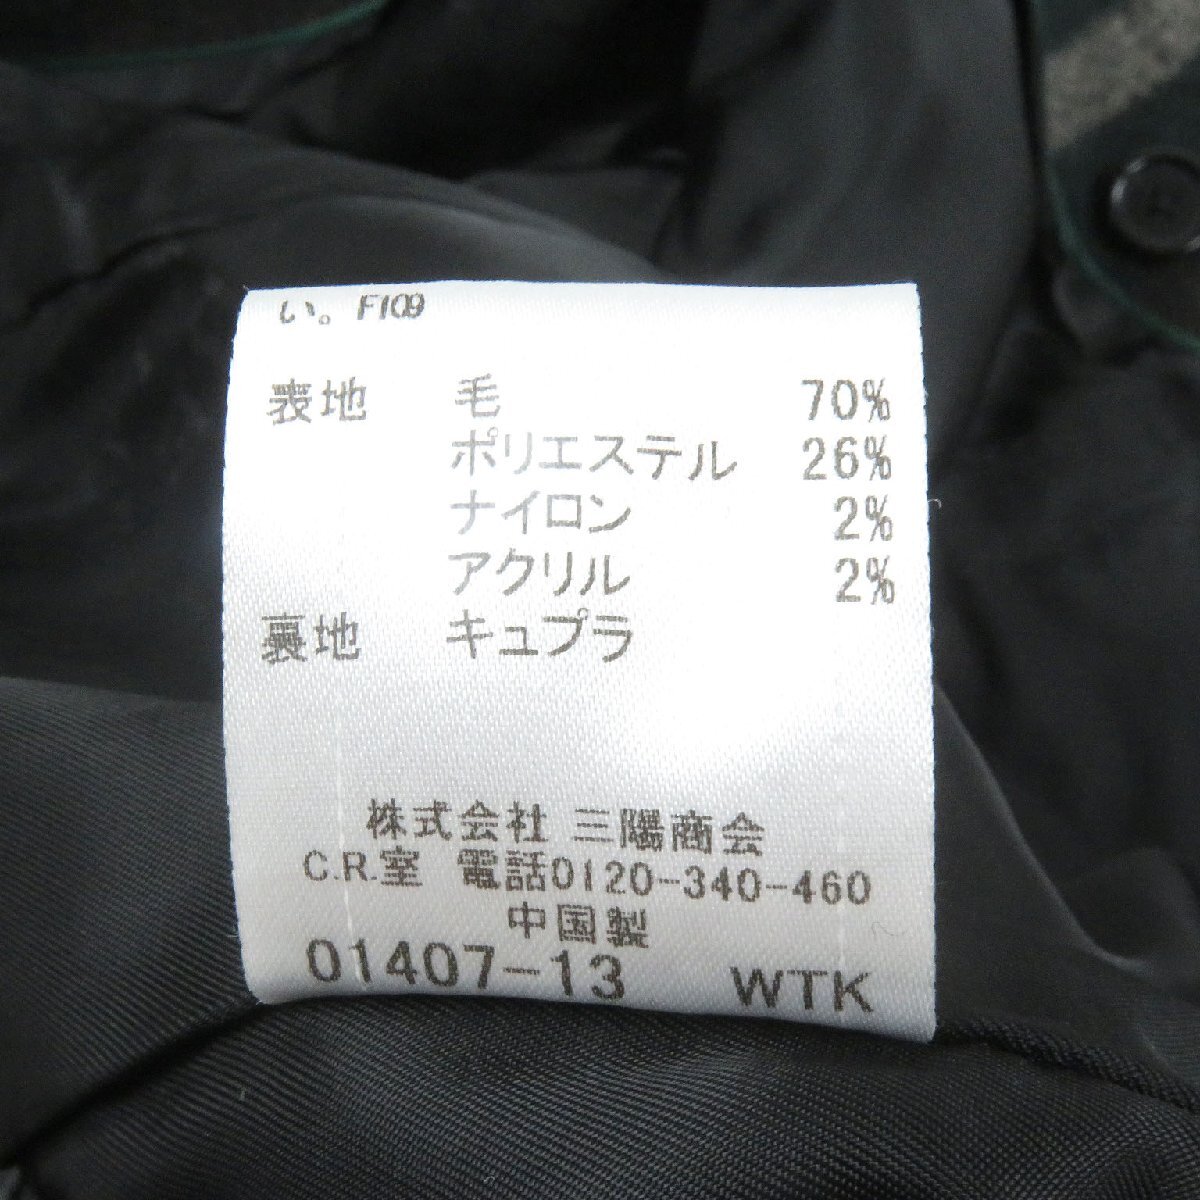 い。F109
表地 毛 70%
ポリエステル 26%
ナイロン 2%
アクリル 2%
裏地 キュプラ
株式会社 三陽商会
C.R.室 電話0120-340-460
中国製
01407-13 WTK